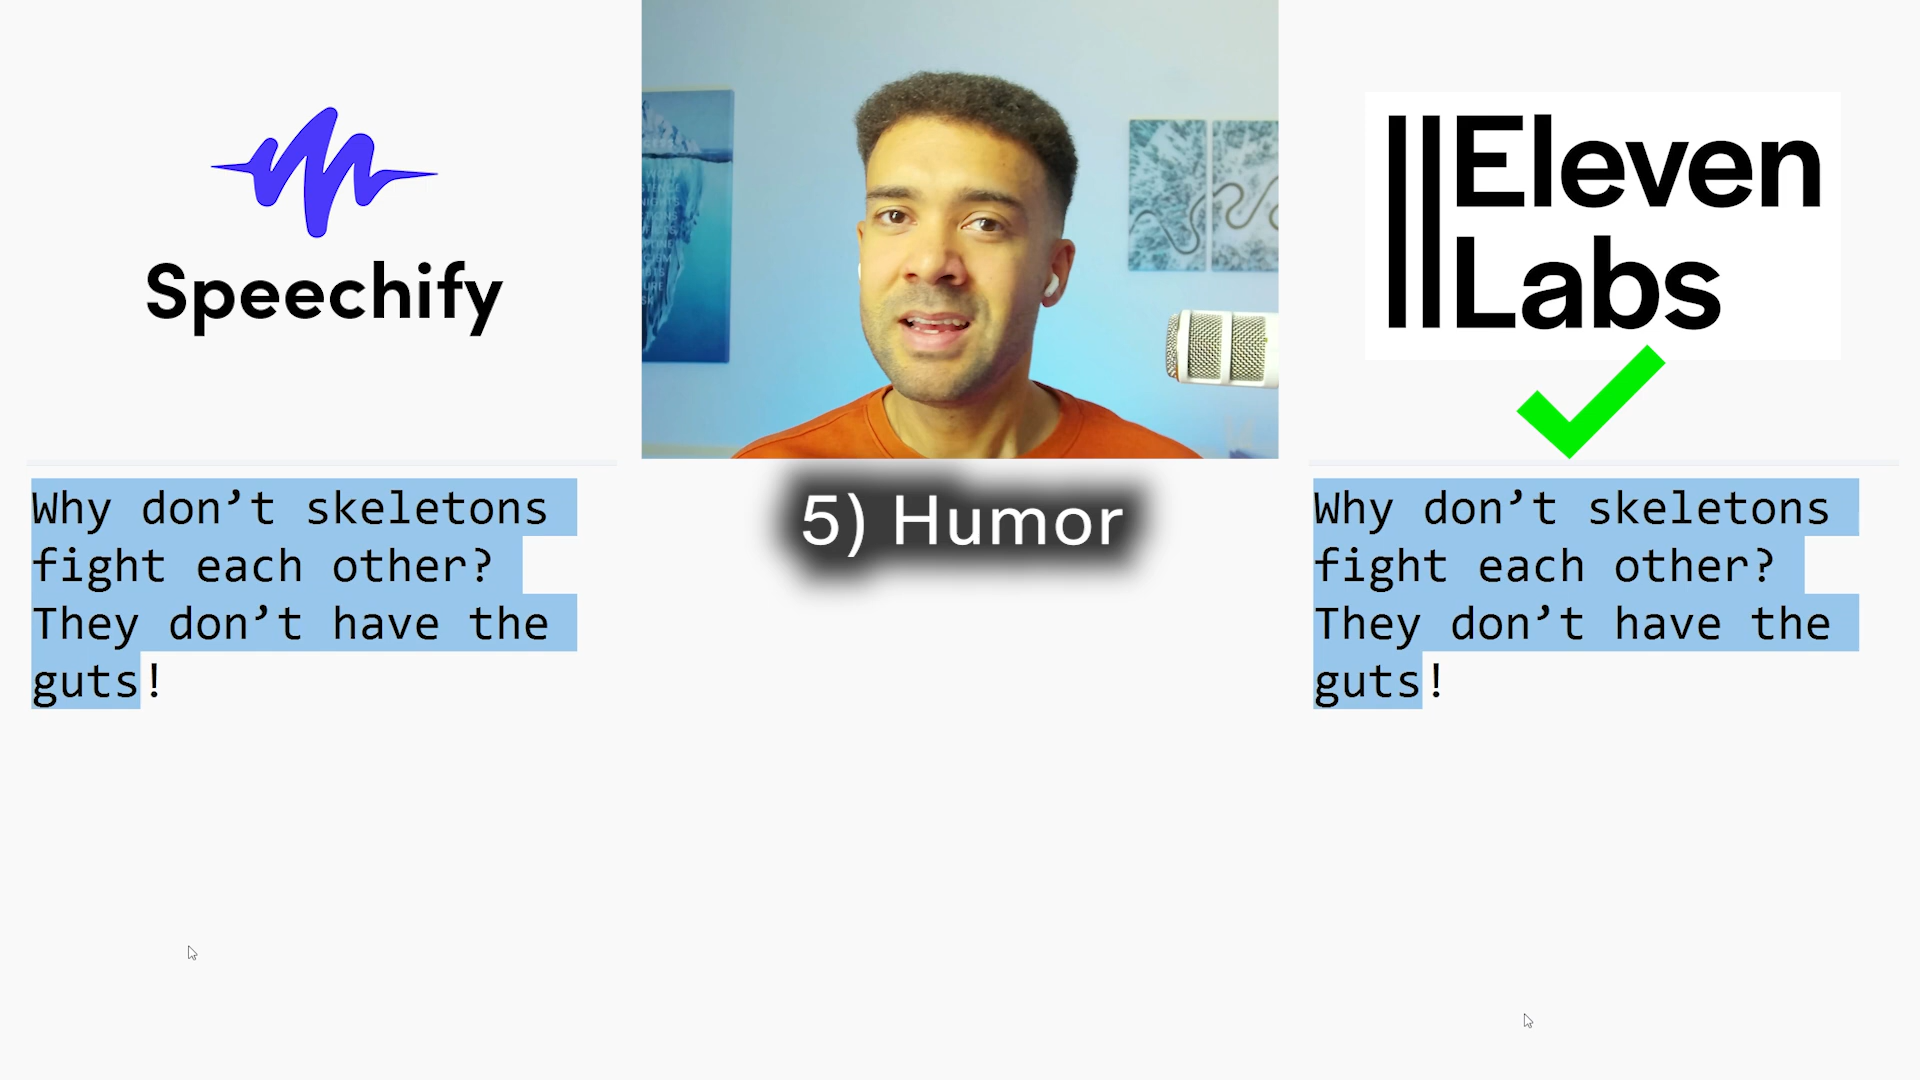 Speechify
Why don’t skeletons
fight each other?
They don’t have the
guts!
5) Humor
Eleven
Labs
Why don’t skeletons
fight each other?
They don’t have the
guts!